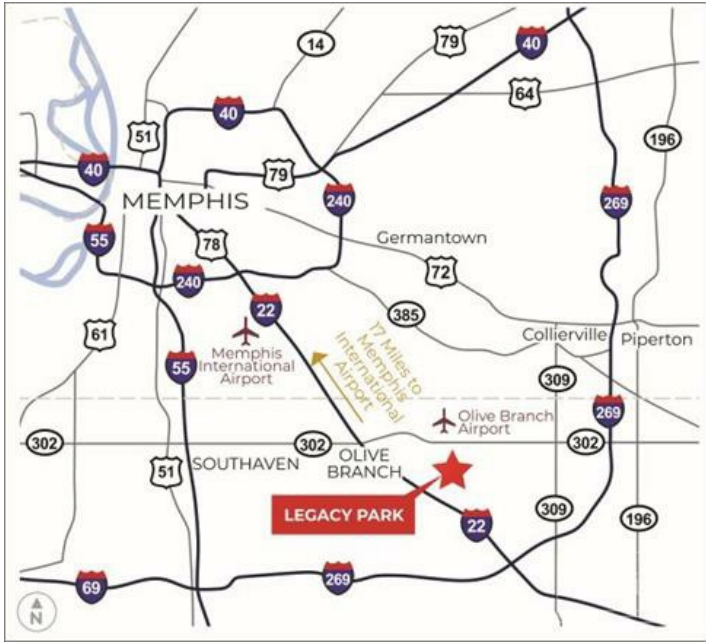 14
79
40
64
51
40
196
40
79
MEMPHIS
240
269
55
78
Germantown
72
240
22
385
61
Memphis
International
Airport
17 Miles to
Memphis
International
Airport
Collierville
Piperton
55
309
Olive Branch
Airport
269
302
302
302
SOUTHAVEN
OLIVE
BRANCH
51
LEGACY PARK
22
309
196
69
269
N